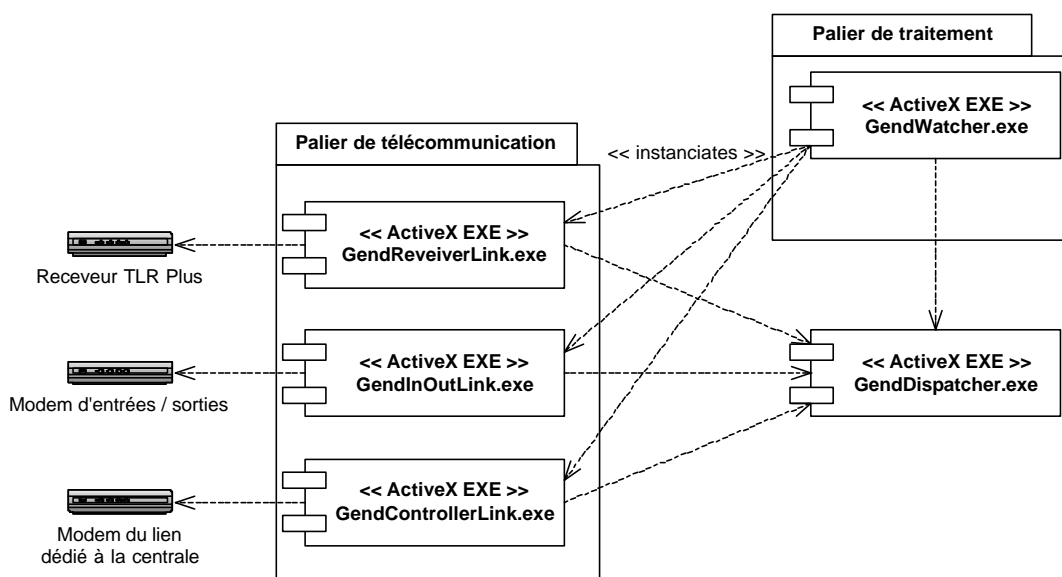 Palier de traitement
<< ActiveX EXE >>
GendWatcher.exe
Palier de télécommunication
<< instanciates >>
<< ActiveX EXE >>
GendReveiverLink.exe
Receveur TLR Plus
<< ActiveX EXE >>
GendInOutLink.exe
<< ActiveX EXE >>
GendDispatcher.exe
Modem d'entrées / sorties
<< ActiveX EXE >>
GendControllerLink.exe
Modem du lien
dédié à la centrale